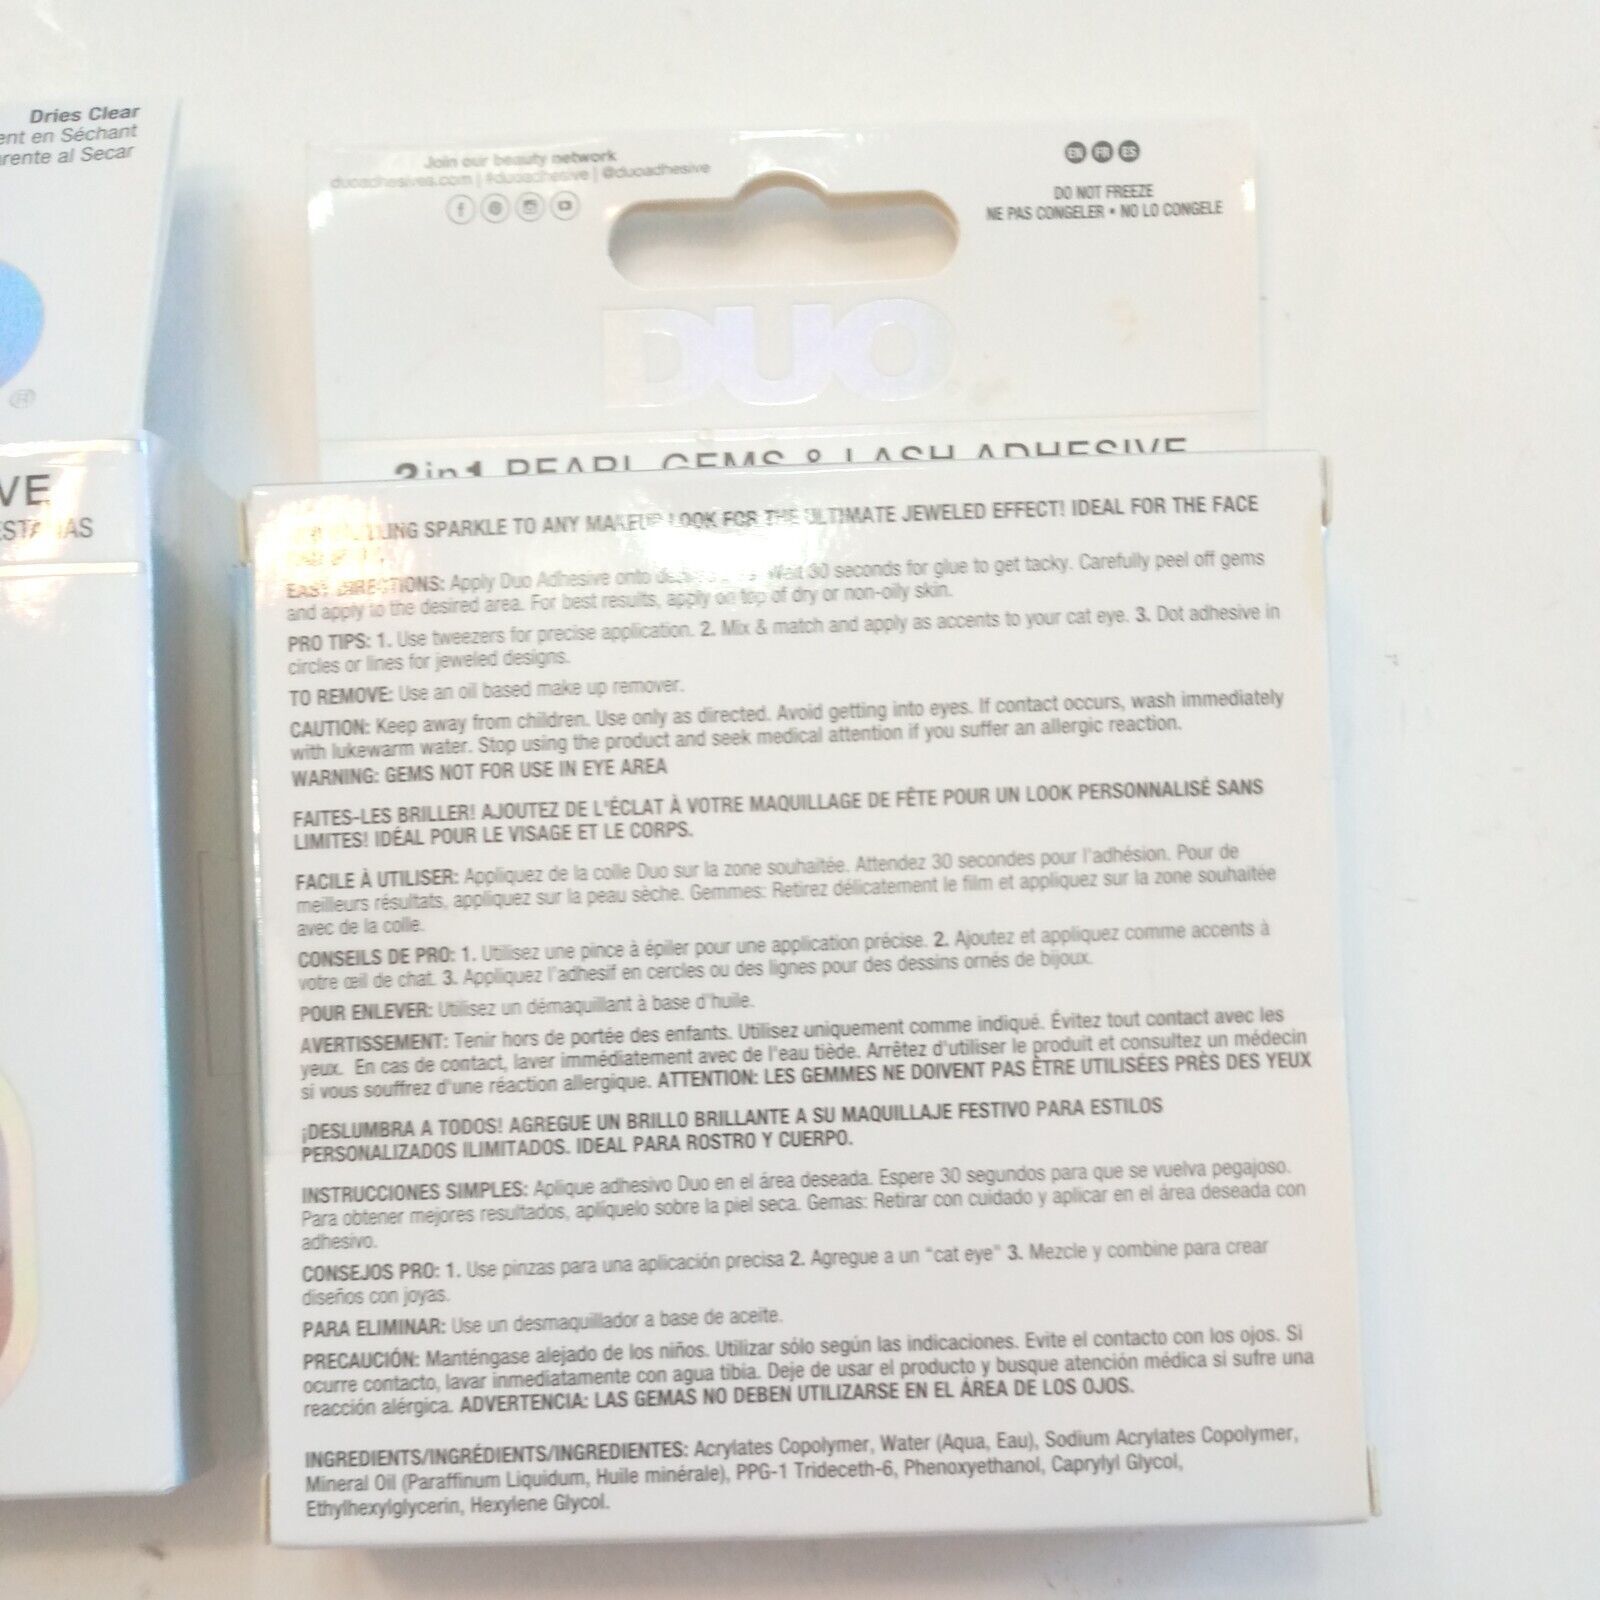 Dries Clear
ent en Séchant
rente al Secar
®
VE
Join our beauty network
duoadhesives.com | #duoadhesive | @duoadhesive
EN FR ES
DO NOT FREEZE
NE PAS CONGELER • NO LO CONGELE
DUO
in1 PEARL GEMS & LASH ADHESIVE
SPARKLE TO ANY MAKEUP LOOK FOR THE ULTIMATE JEWELED EFFECT! IDEAL FOR THE FACE
EASY DIRECTIONS: Apply Duo Adhesive onto Wait 30 seconds for glue to get tacky. Carefully peel off gems
and apply to the desired area. For best results, apply on top of dry or non-oily skin.
PRO TIPS: 1. Use tweezers for precise application. 2. Mix & match and apply as accents to your cat eye. 3. Dot adhesive in
circles or lines for jeweled designs.
TO REMOVE: Use an oil based make up remover.
CAUTION: Keep away from children. Use only as directed. Avoid getting into eyes. If contact occurs, wash immediately
with lukewarm water. Stop using the product and seek medical attention if you suffer an allergic reaction.
WARNING: GEMS NOT FOR USE IN EYE AREA
FAITES-LES BRILLER! AJOUTEZ DE L'ÉCLAT À VOTRE MAQUILLAGE DE FÊTE POUR UN LOOK PERSONNALISÉ SANS
LIMITES! IDÉAL POUR LE VISAGE ET LE CORPS.
FACILE À UTILISER: Appliquez de la colle Duo sur la zone souhaitée. Attendez 30 secondes pour l'adhésion. Pour de
meilleurs résultats, appliquez sur la peau sèche. Gemmes: Retirez délicatement le film et appliquez sur la zone souhaitée
avec de la colle.
CONSEILS DE PRO: 1. Utilisez une pince à épiler pour une application précise. 2. Ajoutez et appliquez comme accents à
votre œil de chat. 3. Appliquez l'adhesif en cercles ou des lignes pour des dessins ornés de bijoux.
POUR ENLEVER: Utilisez un démaquillant à base d'huile.
AVERTISSEMENT: Tenir hors de portée des enfants. Utilisez uniquement comme indiqué. Évitez tout contact avec les
yeux. En cas de contact, laver immédiatement avec de l'eau tiède. Arrêtez d'utiliser le produit et consultez un médecin
si vous souffrez d'une réaction allergique. ATTENTION: LES GEMMES NE DOIVENT PAS ÊTRE UTILISÉES PRÈS DES YEUX
¡DESLUMBRA A TODOS! AGREGUE UN BRILLO BRILLANTE A SU MAQUILLAJE FESTIVO PARA ESTILOS
PERSONALIZADOS ILIMITADOS. IDEAL PARA ROSTRO Y CUERPO.
INSTRUCCIONES SIMPLES: Aplique adhesivo Duo en el área deseada. Espere 30 segundos para que se vuelva pegajoso.
Para obtener mejores resultados, aplíquelo sobre la piel seca. Gemas: Retirar con cuidado y aplicar en el área deseada con
adhesivo.
CONSEJOS PRO: 1. Use pinzas para una aplicación precisa 2. Agregue a un "cat eye" 3. Mezcle y combine para crear
diseños con joyas.
PARA ELIMINAR: Use un desmaquillador a base de aceite.
PRECAUCIÓN: Manténgase alejado de los niños. Utilizar sólo según las indicaciones. Evite el contacto con los ojos. Si
ocurre contacto, lavar inmediatamente con agua tibia. Deje de usar el producto y busque atención médica si sufre una
reacción alérgica. ADVERTENCIA: LAS GEMAS NO DEBEN UTILIZARSE EN EL ÁREA DE LOS OJOS.
INGREDIENTS/INGRÉDIENTS/INGREDIENTES: Acrylates Copolymer, Water (Aqua, Eau), Sodium Acrylates Copolymer,
Mineral Oil (Paraffinum Liquidum, Huile minérale), PPG-1 Trideceth-6, Phenoxyethanol, Caprylyl Glycol,
Ethylhexylglycerin, Hexylene Glycol.